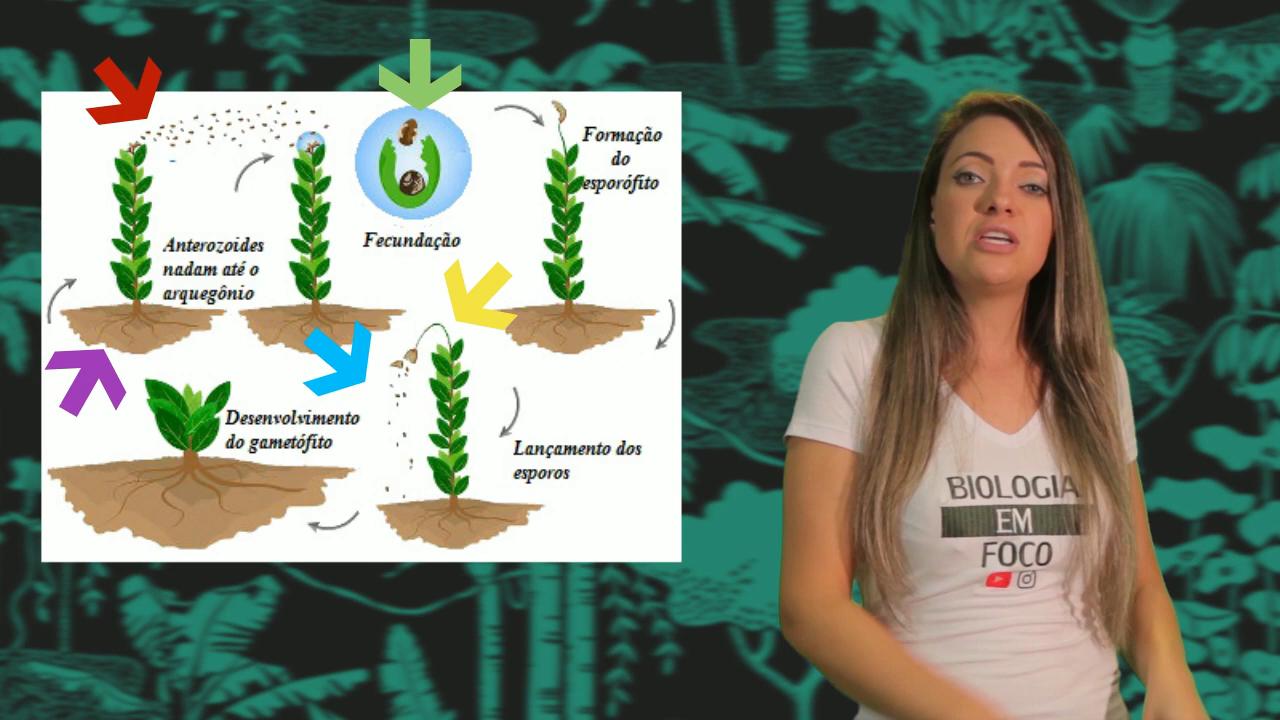 Formação
do
esporófito
Anterozoides
nadam até o
arquegônio
Fecundação
Desenvolvimento
do gametófito
Lançamento dos
esporos
BIOLOGIA
EM
FOCO